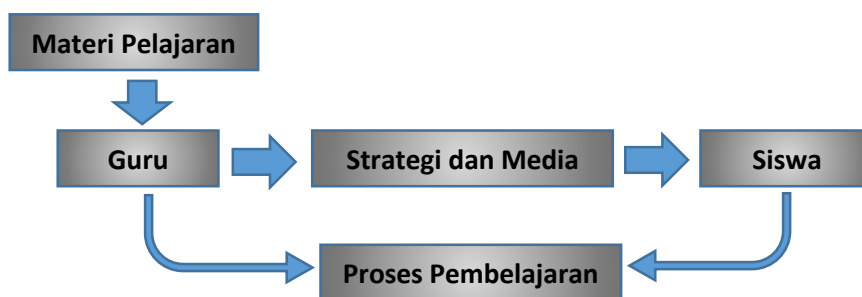 Materi Pelajaran
Guru
Strategi dan Media
Siswa
Proses Pembelajaran